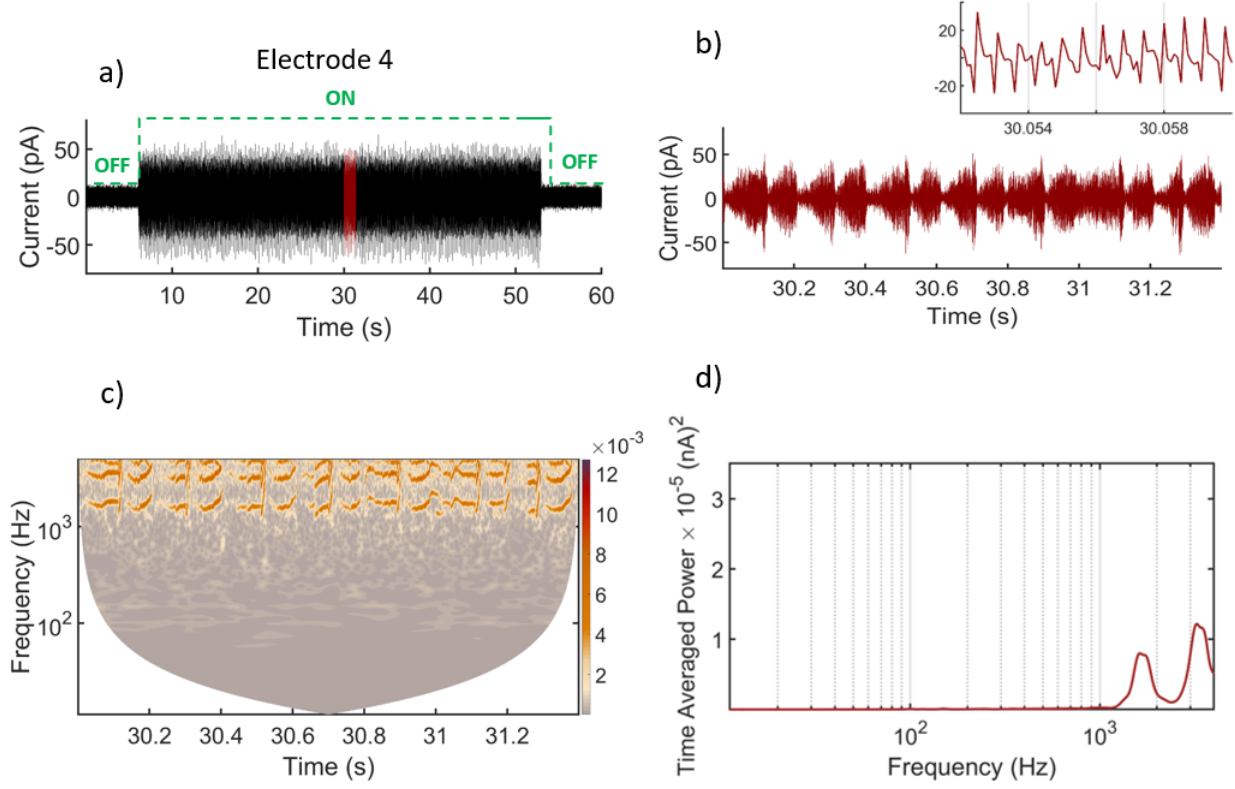 a)
Electrode 4
ON
OFF
OFF
Current (pA)
50
0
-50
10
20
30
40
50
60
Time (s)
b)
20
-20
30.054
30.058
Current (pA)
50
0
-50
30.2
30.4
30.6
30.8
31
31.2
Time (s)
c)
×10⁻³
12
10
8
6
4
2
Frequency (Hz)
10³
10²
30.2
30.4
30.6
30.8
31
31.2
Time (s)
d)
Time Averaged Power × 10⁻⁵ (nA)²
3
2
1
10²
10³
Frequency (Hz)